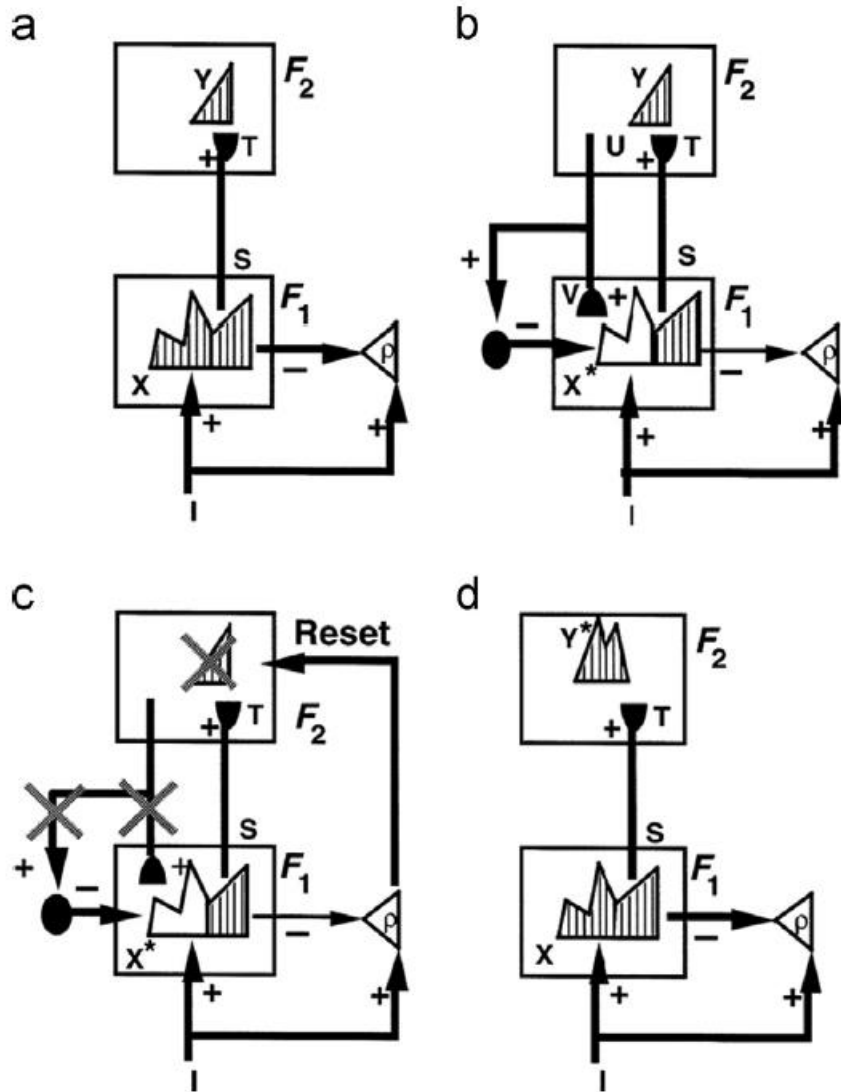 a
Y
F2
+
T
S
F1
X
−
ρ
+
+
I
b
Y
F2
U
+
T
+
S
V
+
F1
−
X*
−
ρ
+
+
I
c
Reset
+
T
F2
S
+
+
F1
−
X*
−
ρ
+
+
I
d
Y*
F2
+
T
S
F1
X
−
ρ
+
+
I